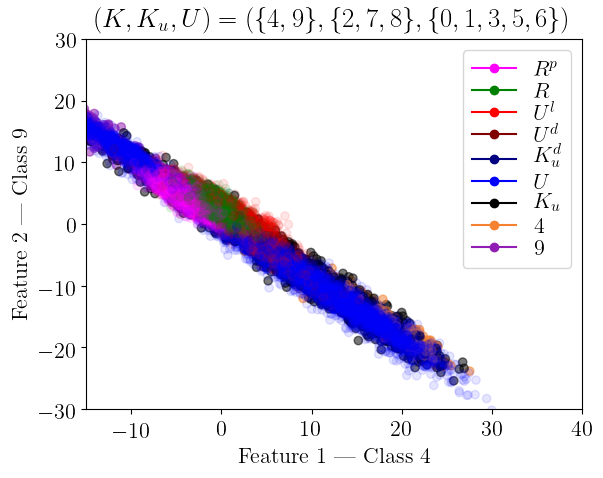 (K, K_u, U) = ({4, 9}, {2, 7, 8}, {0, 1, 3, 5, 6})
30
20
10
0
−10
−20
−30
Feature 2 — Class 9
R^p
R
U^l
U^d
K_u^d
U
K_u
4
9
−10
0
10
20
30
40
Feature 1 — Class 4